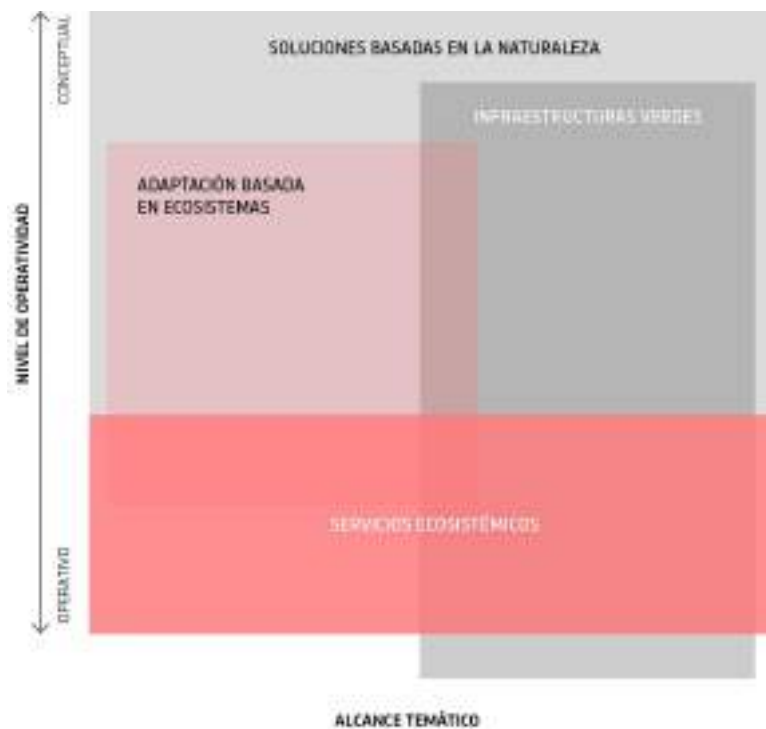 CONCEPTUAL
SOLUCIONES BASADAS EN LA NATURALEZA
INFRAESTRUCTURAS VERDES
ADAPTACIÓN BASADA
EN ECOSISTEMAS
NIVEL DE OPERATIVIDAD
SERVICIOS ECOSISTÉMICOS
OPERATIVO
ALCANCE TEMÁTICO